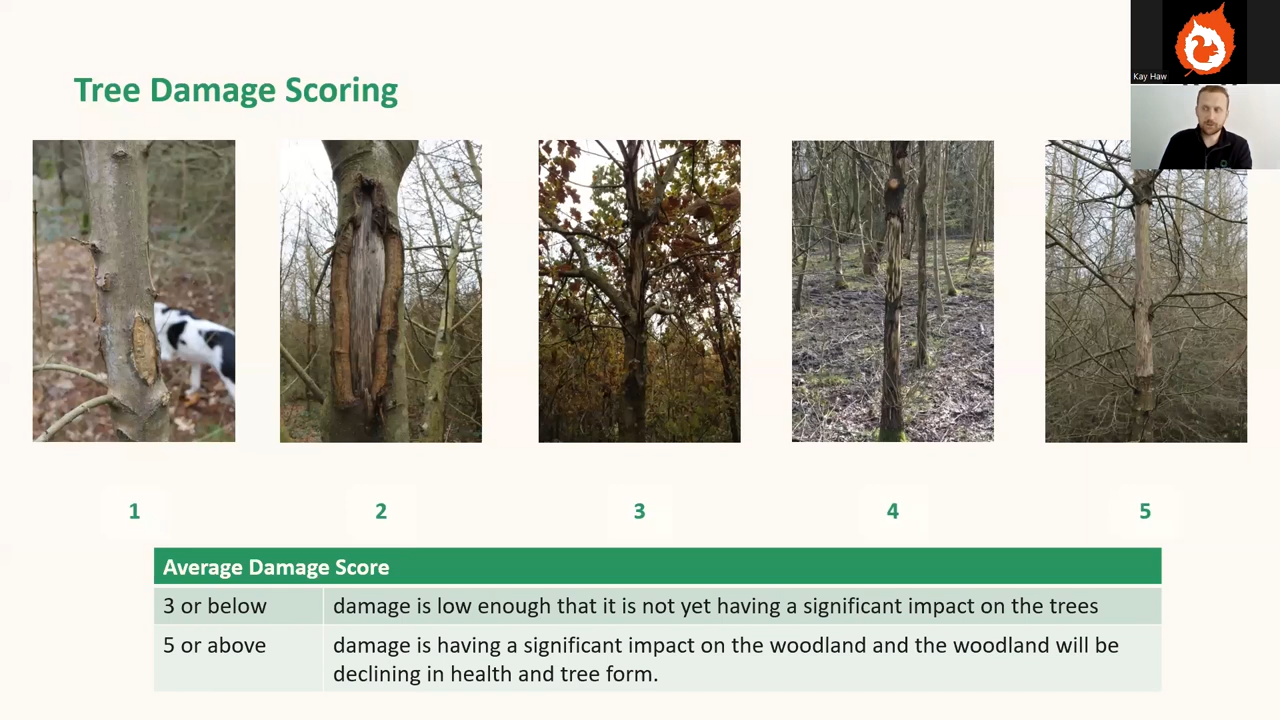 Tree Damage Scoring
Kay Haw
1
2
3
4
5
Average Damage Score
3 or below
damage is low enough that it is not yet having a significant impact on the trees
5 or above
damage is having a significant impact on the woodland and the woodland will be
declining in health and tree form.